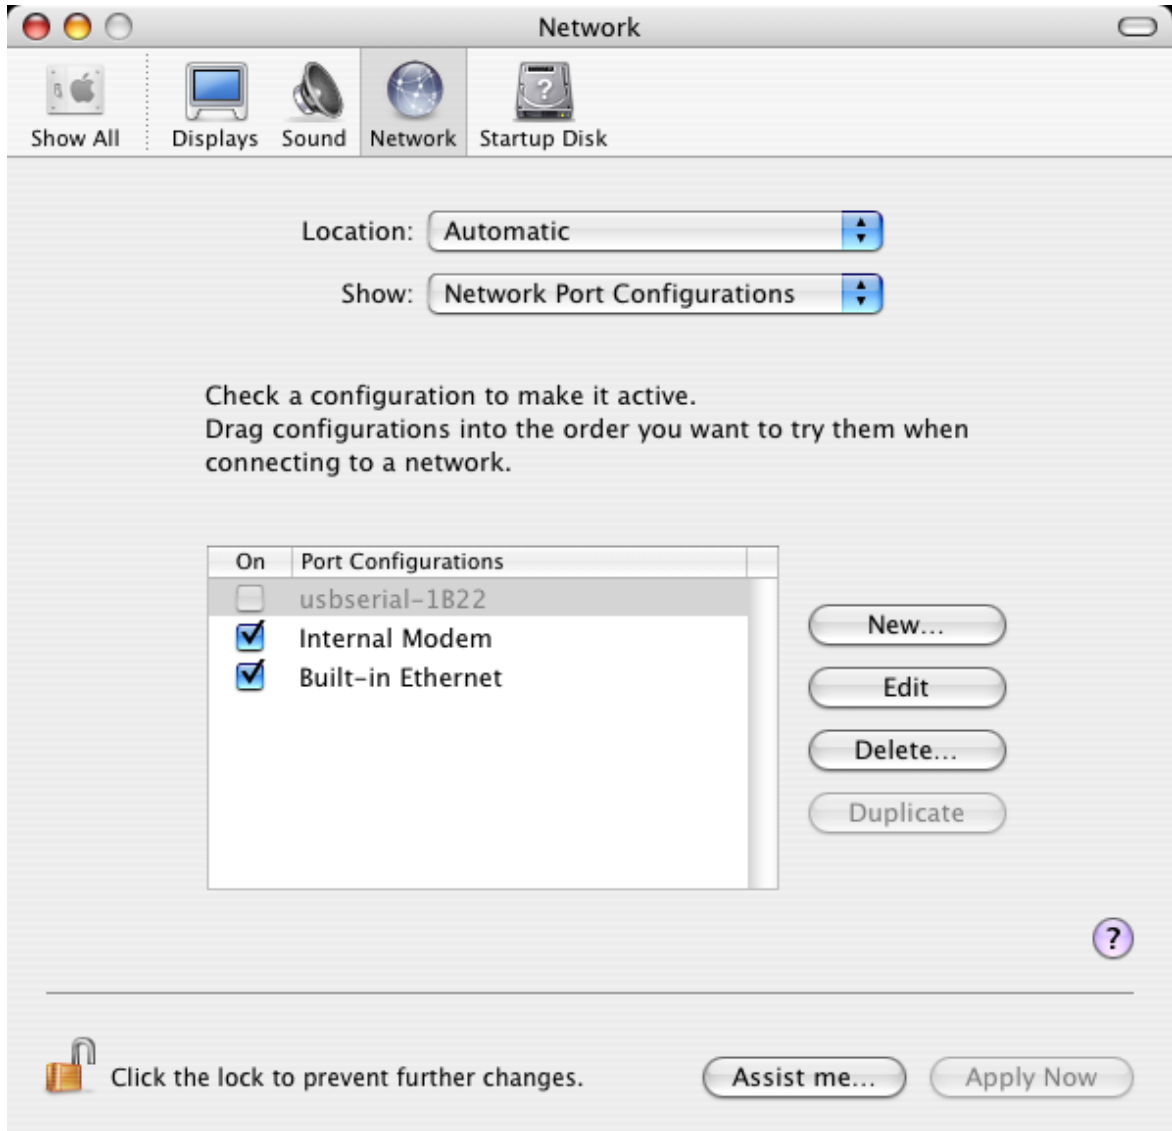 Network
Show All
Displays
Sound
Network
Startup Disk
Location: Automatic
Show: Network Port Configurations
Check a configuration to make it active.
Drag configurations into the order you want to try them when
connecting to a network.
On Port Configurations
usbserial-1B22
Internal Modem
Built-in Ethernet
New...
Edit
Delete...
Duplicate
?
Click the lock to prevent further changes.
Assist me...
Apply Now